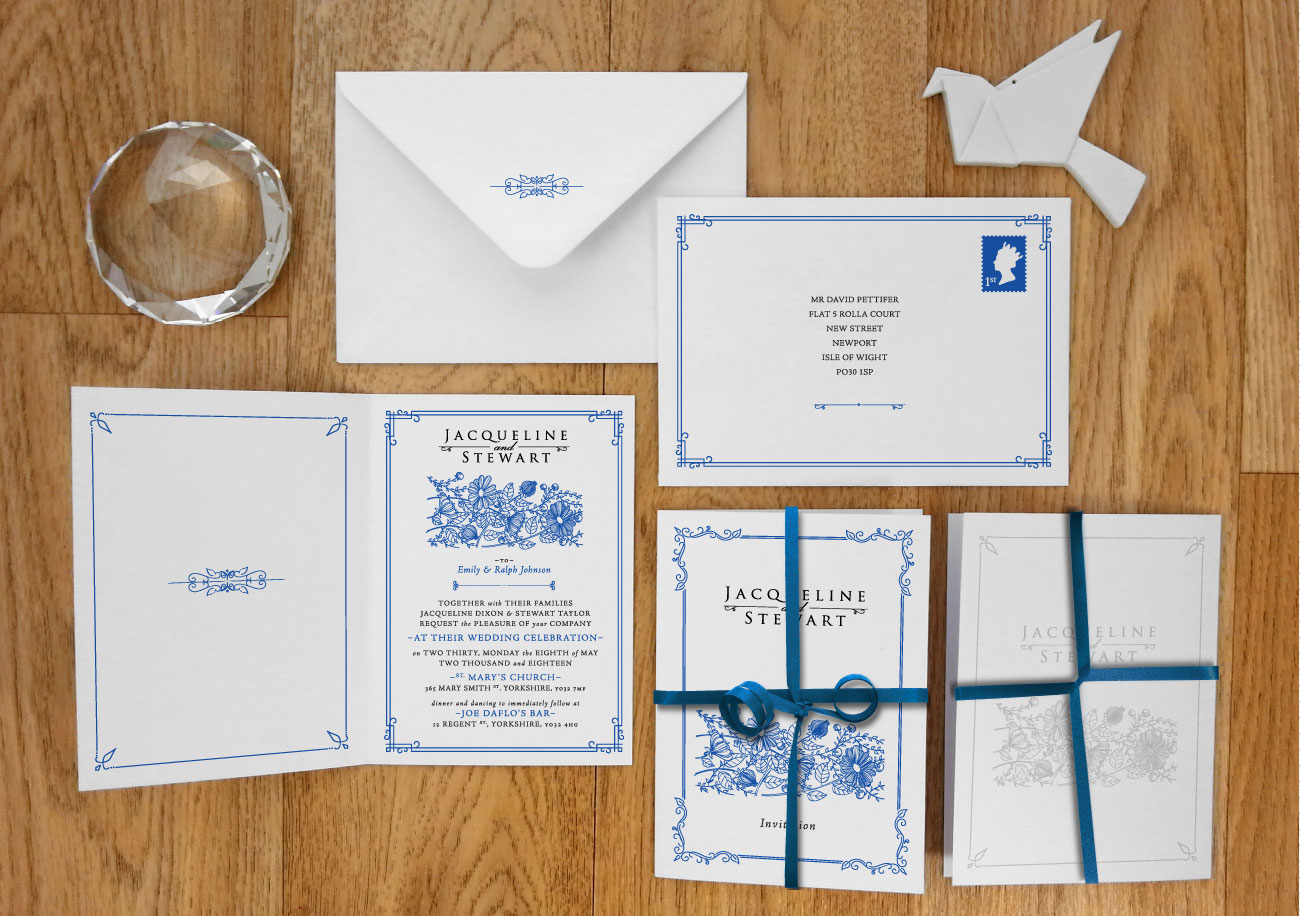 1ST
MR DAVID PETTIFER
FLAT 5 ROLLA COURT
NEW STREET
NEWPORT
ISLE OF WIGHT
PO30 1SP
JACQUELINE
and
STEWART
–TO–
Emily & Ralph Johnson
TOGETHER with THEIR FAMILIES
JACQUELINE DIXON & STEWART TAYLOR
REQUEST the PLEASURE OF your COMPANY
–AT THEIR WEDDING CELEBRATION–
on TWO THIRTY, MONDAY the EIGHTH of MAY
TWO THOUSAND and EIGHTEEN
–ST. MARY'S CHURCH–
365 MARY SMITH ST. YORKSHIRE, YO32 7MF
dinner and dancing to immediately follow at
–JOE DAFLO'S BAR–
12 REGENT ST, YORKSHIRE, YO32 4HG
JACQUELINE
and
STEWART
Invitation
JACQUELINE
and
STEWART